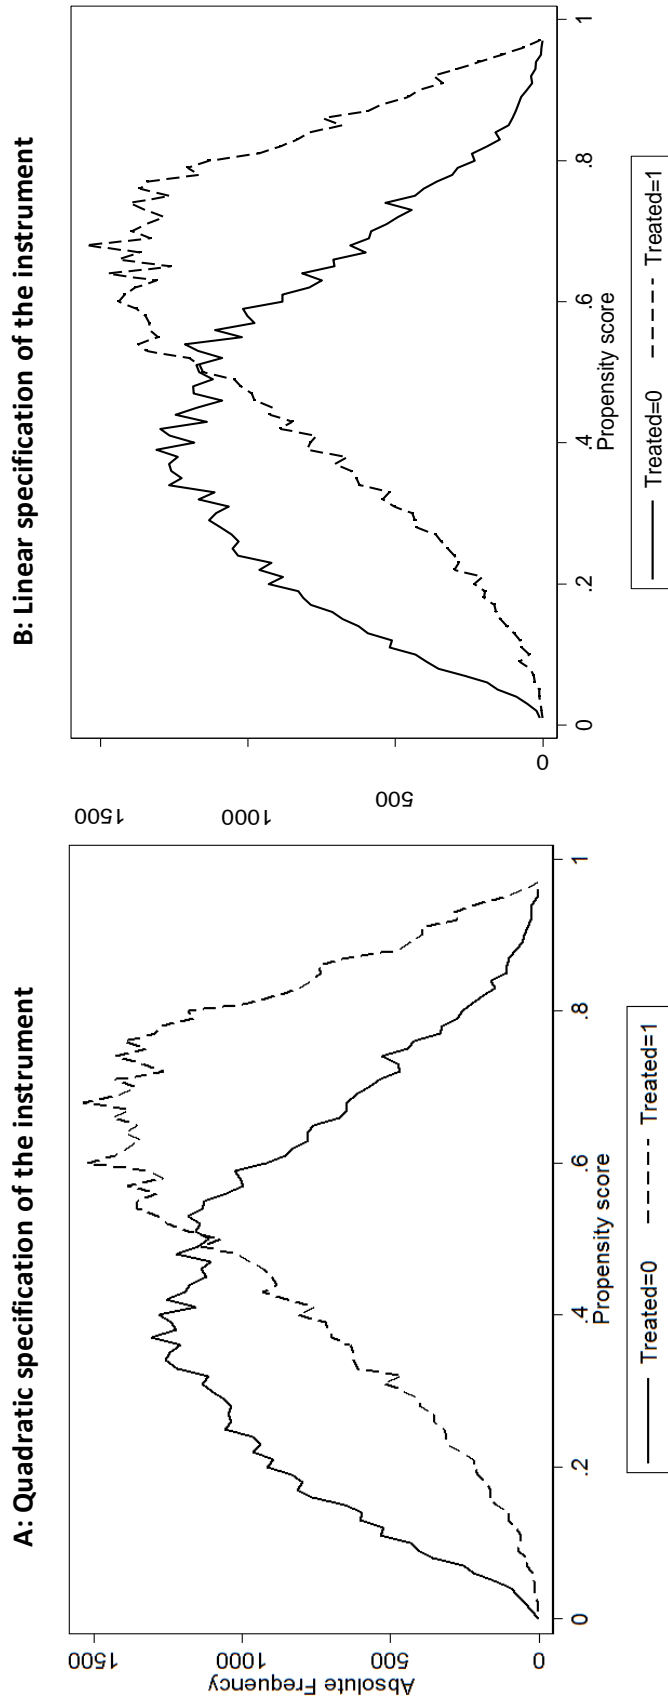 A: Quadratic specification of the instrument
Absolute Frequency
1500
1000
500
0
0 .2 .4 .6 .8 1
Propensity score
Treated=0 Treated=1
B: Linear specification of the instrument
1500
1000
500
0
0 .2 .4 .6 .8 1
Propensity score
Treated=0 Treated=1